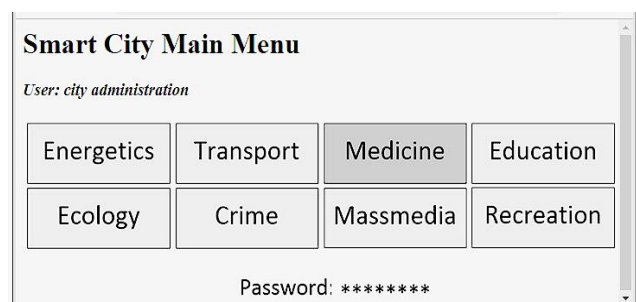 Smart City Main Menu
User: city administration
Energetics Transport Medicine Education
Ecology Crime Massmedia Recreation
Password: ********